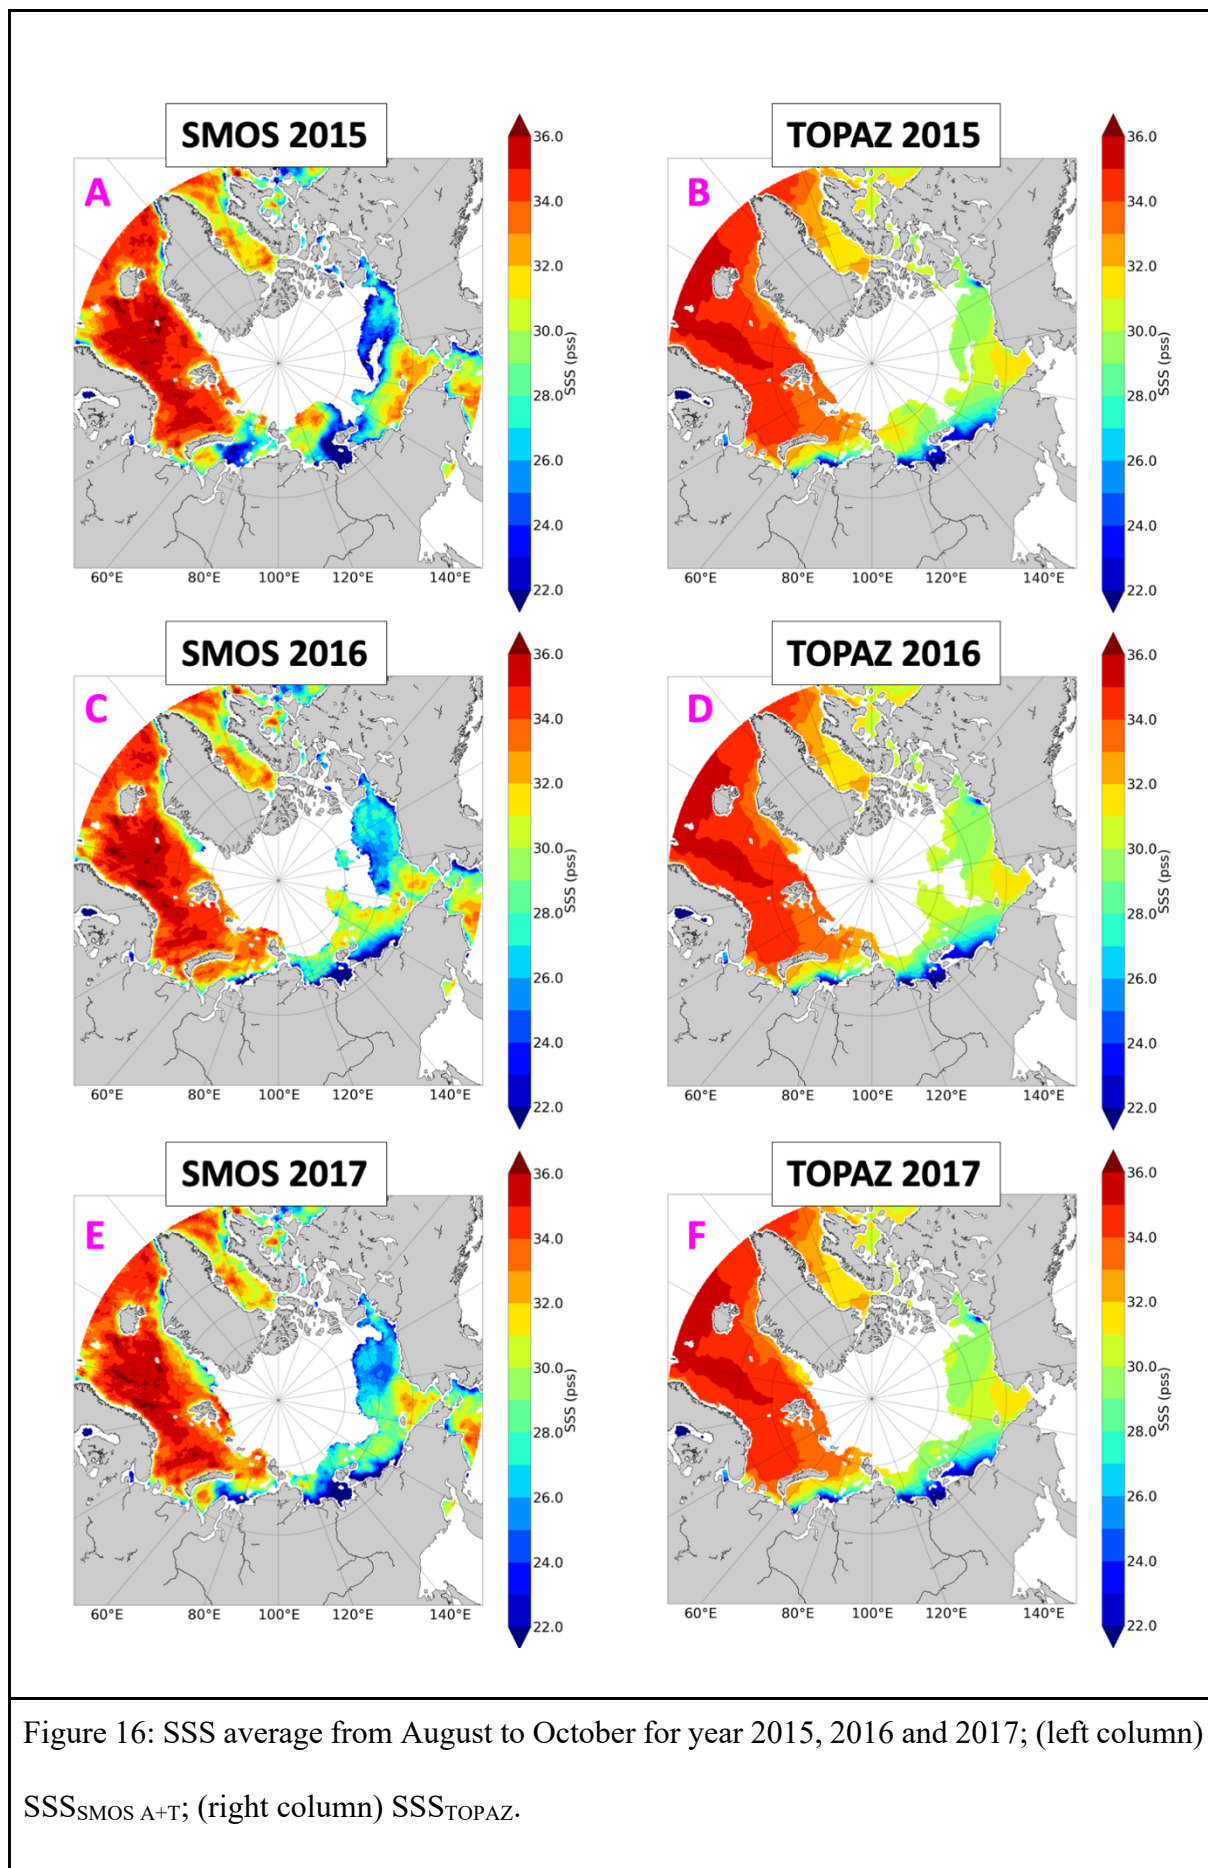 SMOS 2015
TOPAZ 2015
A
B
36.0
34.0
32.0
30.0
28.0
26.0
24.0
22.0
SSS (pss)
36.0
34.0
32.0
30.0
28.0
26.0
24.0
22.0
SSS (pss)
60°E 80°E 100°E 120°E 140°E
60°E 80°E 100°E 120°E 140°E
SMOS 2016
TOPAZ 2016
C
D
36.0
34.0
32.0
30.0
28.0
26.0
24.0
22.0
SSS (pss)
36.0
34.0
32.0
30.0
28.0
26.0
24.0
22.0
SSS (pss)
60°E 80°E 100°E 120°E 140°E
60°E 80°E 100°E 120°E 140°E
SMOS 2017
TOPAZ 2017
E
F
36.0
34.0
32.0
30.0
28.0
26.0
24.0
22.0
SSS (pss)
36.0
34.0
32.0
30.0
28.0
26.0
24.0
22.0
SSS (pss)
60°E 80°E 100°E 120°E 140°E
60°E 80°E 100°E 120°E 140°E
Figure 16: SSS average from August to October for year 2015, 2016 and 2017; (left column)
SSS_SMOS A+T; (right column) SSS_TOPAZ.